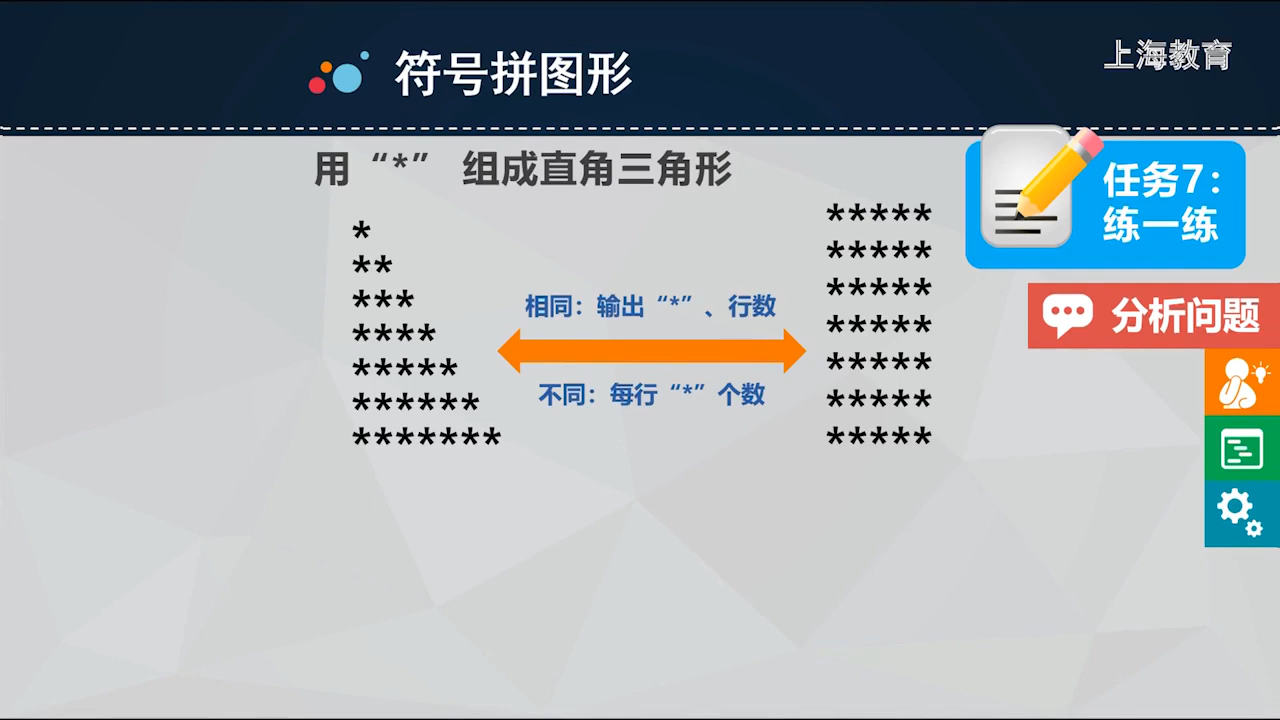 符号拼图形
上海教育
用“*” 组成直角三角形
任务7：
练一练
分析问题
*
**
***
****
*****
******
*******
相同：输出“*”、行数
不同：每行“*”个数
*****
*****
*****
*****
*****
*****
*****